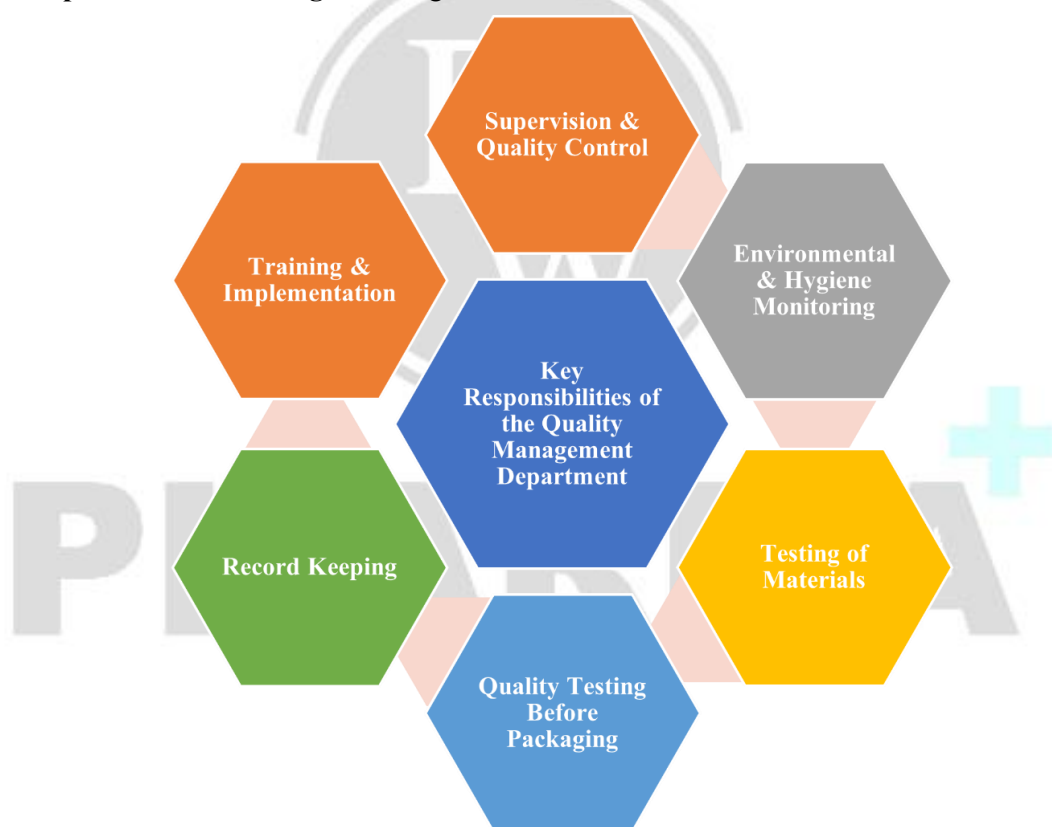 Supervision &
Quality Control
Environmental
& Hygiene
Monitoring
Testing of
Materials
Quality Testing
Before
Packaging
Record Keeping
Training &
Implementation
Key
Responsibilities of
the Quality
Management
Department